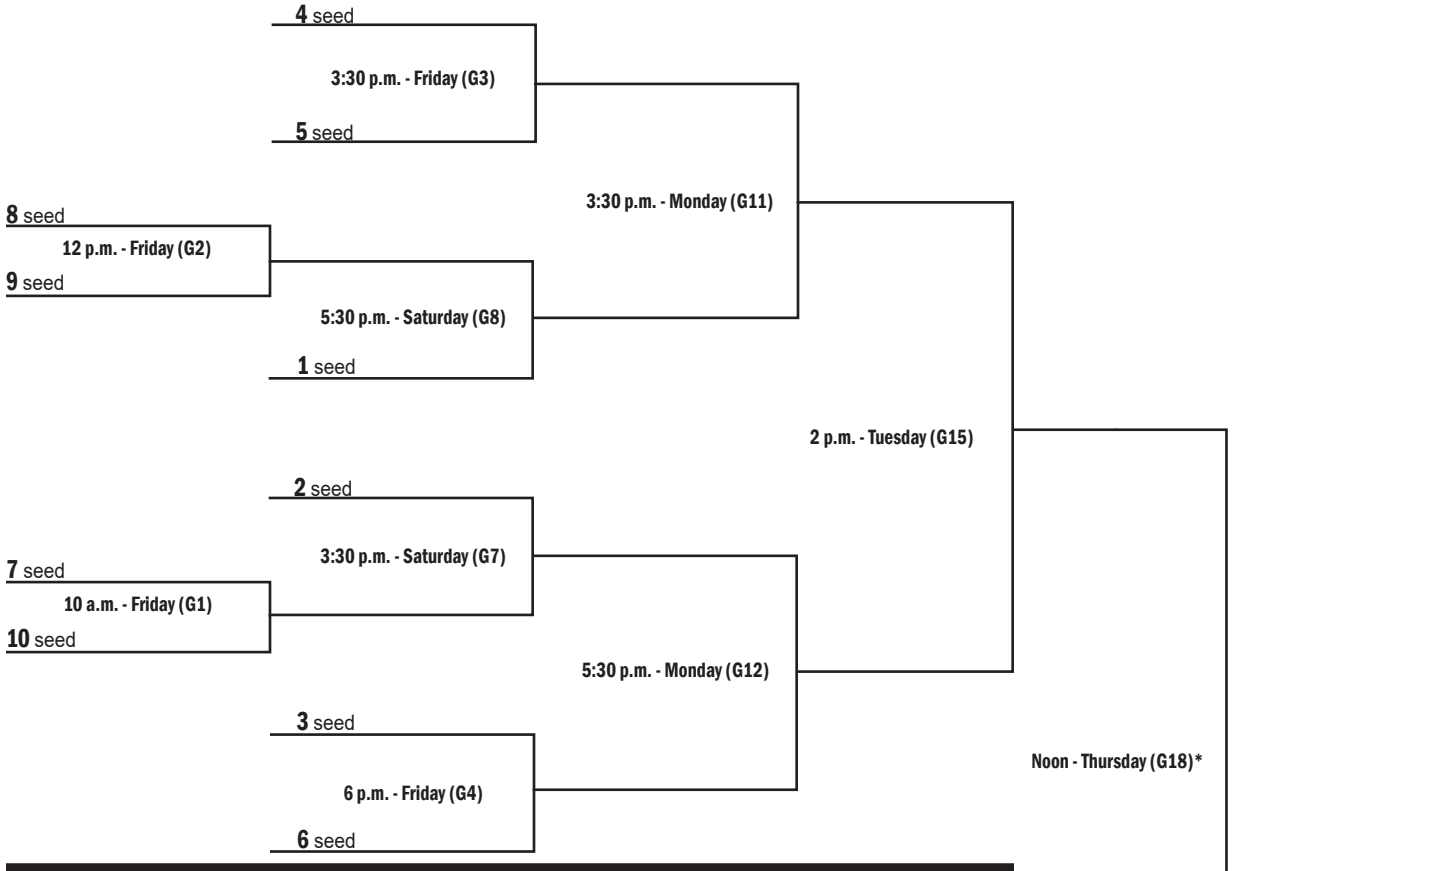 4 seed
3:30 p.m. - Friday (G3)
5 seed
3:30 p.m. - Monday (G11)
8 seed
12 p.m. - Friday (G2)
9 seed
5:30 p.m. - Saturday (G8)
1 seed
2 p.m. - Tuesday (G15)
2 seed
3:30 p.m. - Saturday (G7)
7 seed
10 a.m. - Friday (G1)
10 seed
5:30 p.m. - Monday (G12)
3 seed
Noon - Thursday (G18)*
6 p.m. - Friday (G4)
6 seed